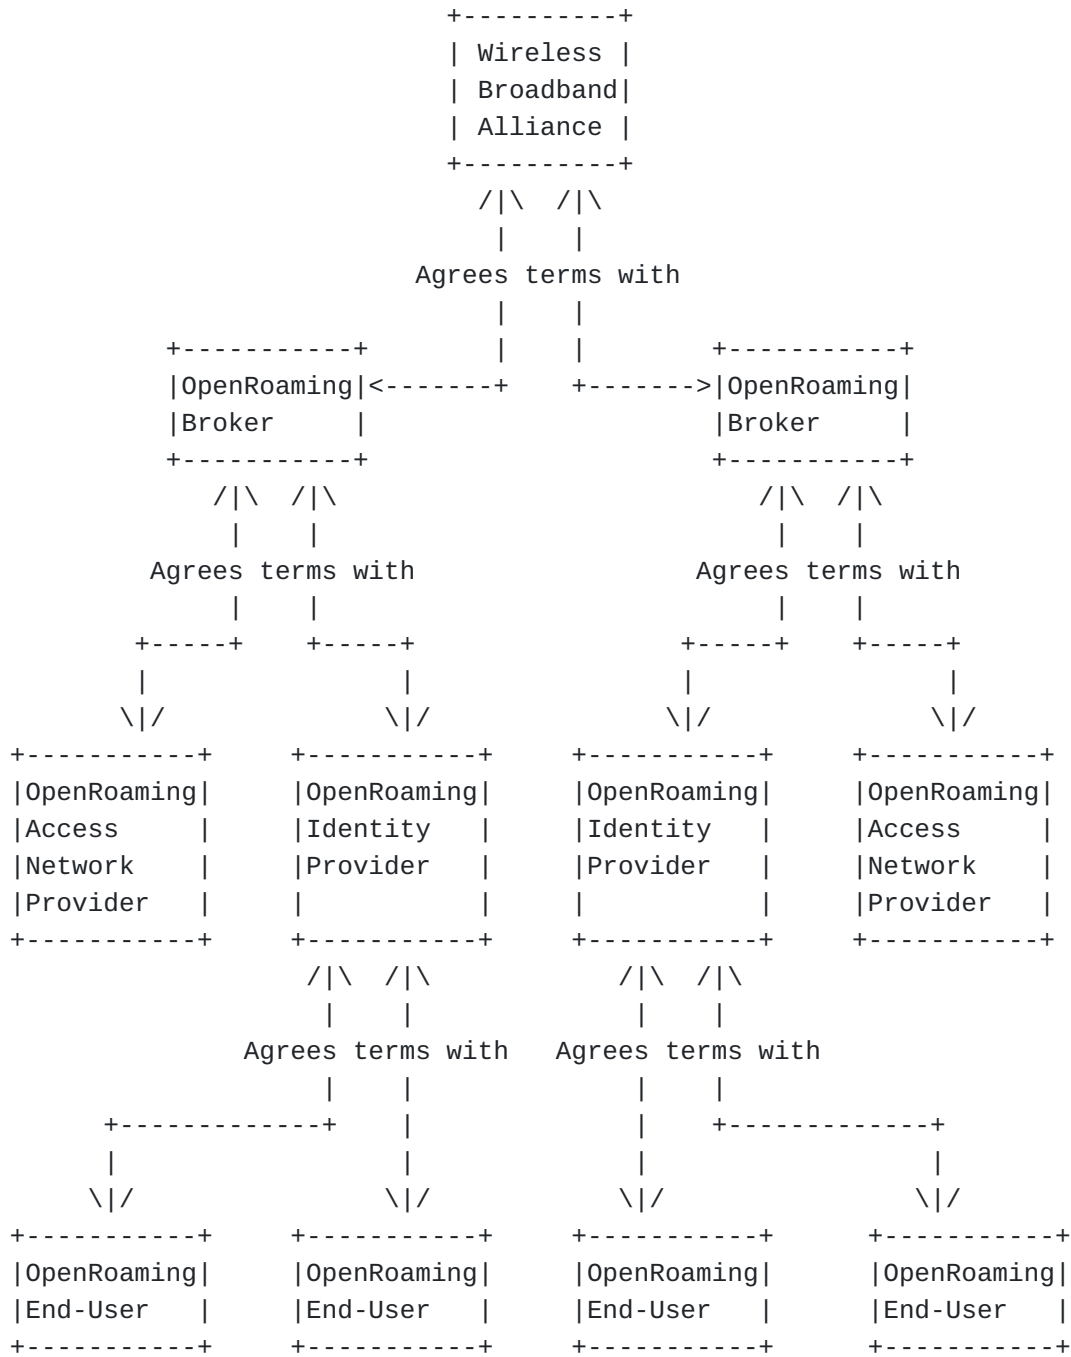 Wireless
Broadband
Alliance
Agrees terms with
OpenRoaming OpenRoaming
Broker Broker
Agrees terms with Agrees terms with
OpenRoaming OpenRoaming OpenRoaming OpenRoaming
Access Identity Identity Access
Network Provider Provider Network
Provider Provider
Agrees terms with Agrees terms with
OpenRoaming OpenRoaming OpenRoaming OpenRoaming
End-User End-User End-User End-User